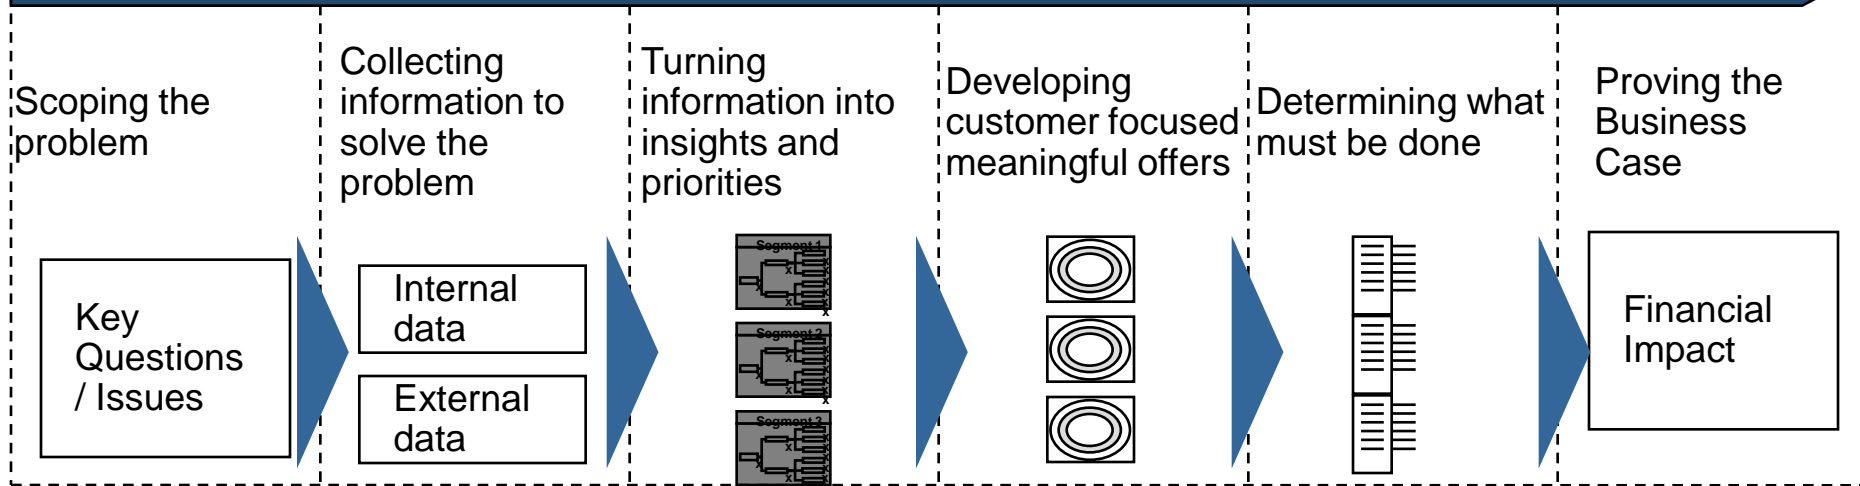 Scoping the
problem
Collecting
information to
solve the
problem
Turning
information into
insights and
priorities
Developing
customer focused
meaningful offers
Determining what
must be done
Proving the
Business
Case
Key
Questions
/ Issues
Internal
data
External
data
Segment 1
x
x
x
x
x
x
x
x
x
x
Segment 2
x
x
x
x
x
x
x
x
x
x
Segment 3
x
x
x
x
x
x
x
x
x
Financial
Impact